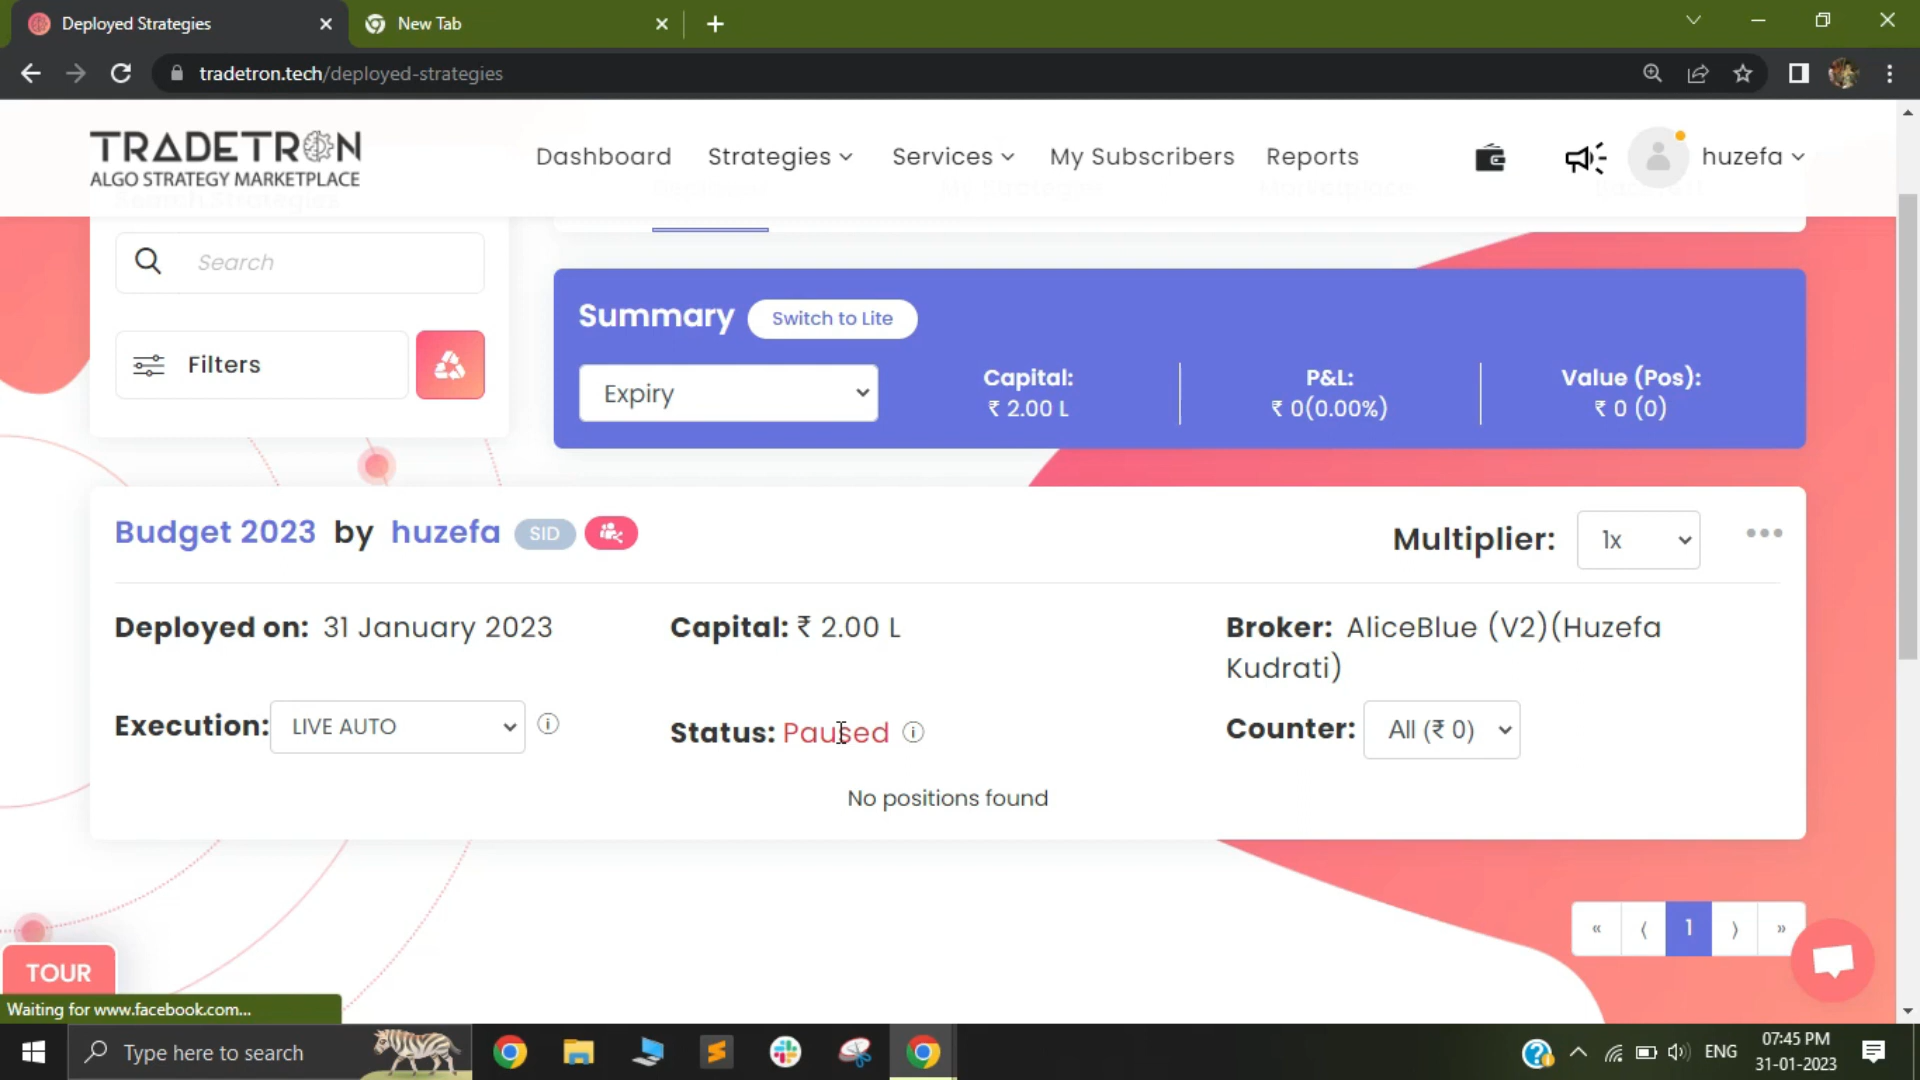 Deployed Strategies
New Tab
tradetron.tech/deployed-strategies
TRADETRON
ALGO STRATEGY MARKETPLACE
Dashboard Strategies Services My Subscribers Reports huzefa
Search
Filters
Summary Switch to Lite
Expiry
Capital:
₹ 2.00 L
P&L:
₹ 0(0.00%)
Value (Pos):
₹ 0 (0)
Budget 2023 by huzefa SID
Multiplier: 1x
Deployed on: 31 January 2023
Capital: ₹ 2.00 L
Broker: AliceBlue (V2)(Huzefa
Kudrati)
Execution: LIVE AUTO
Status: Paused
Counter: All (₹ 0)
No positions found
« ⟨ 1 ⟩ »
TOUR
Waiting for www.facebook.com...
Type here to search
ENG
07:45 PM
31-01-2023